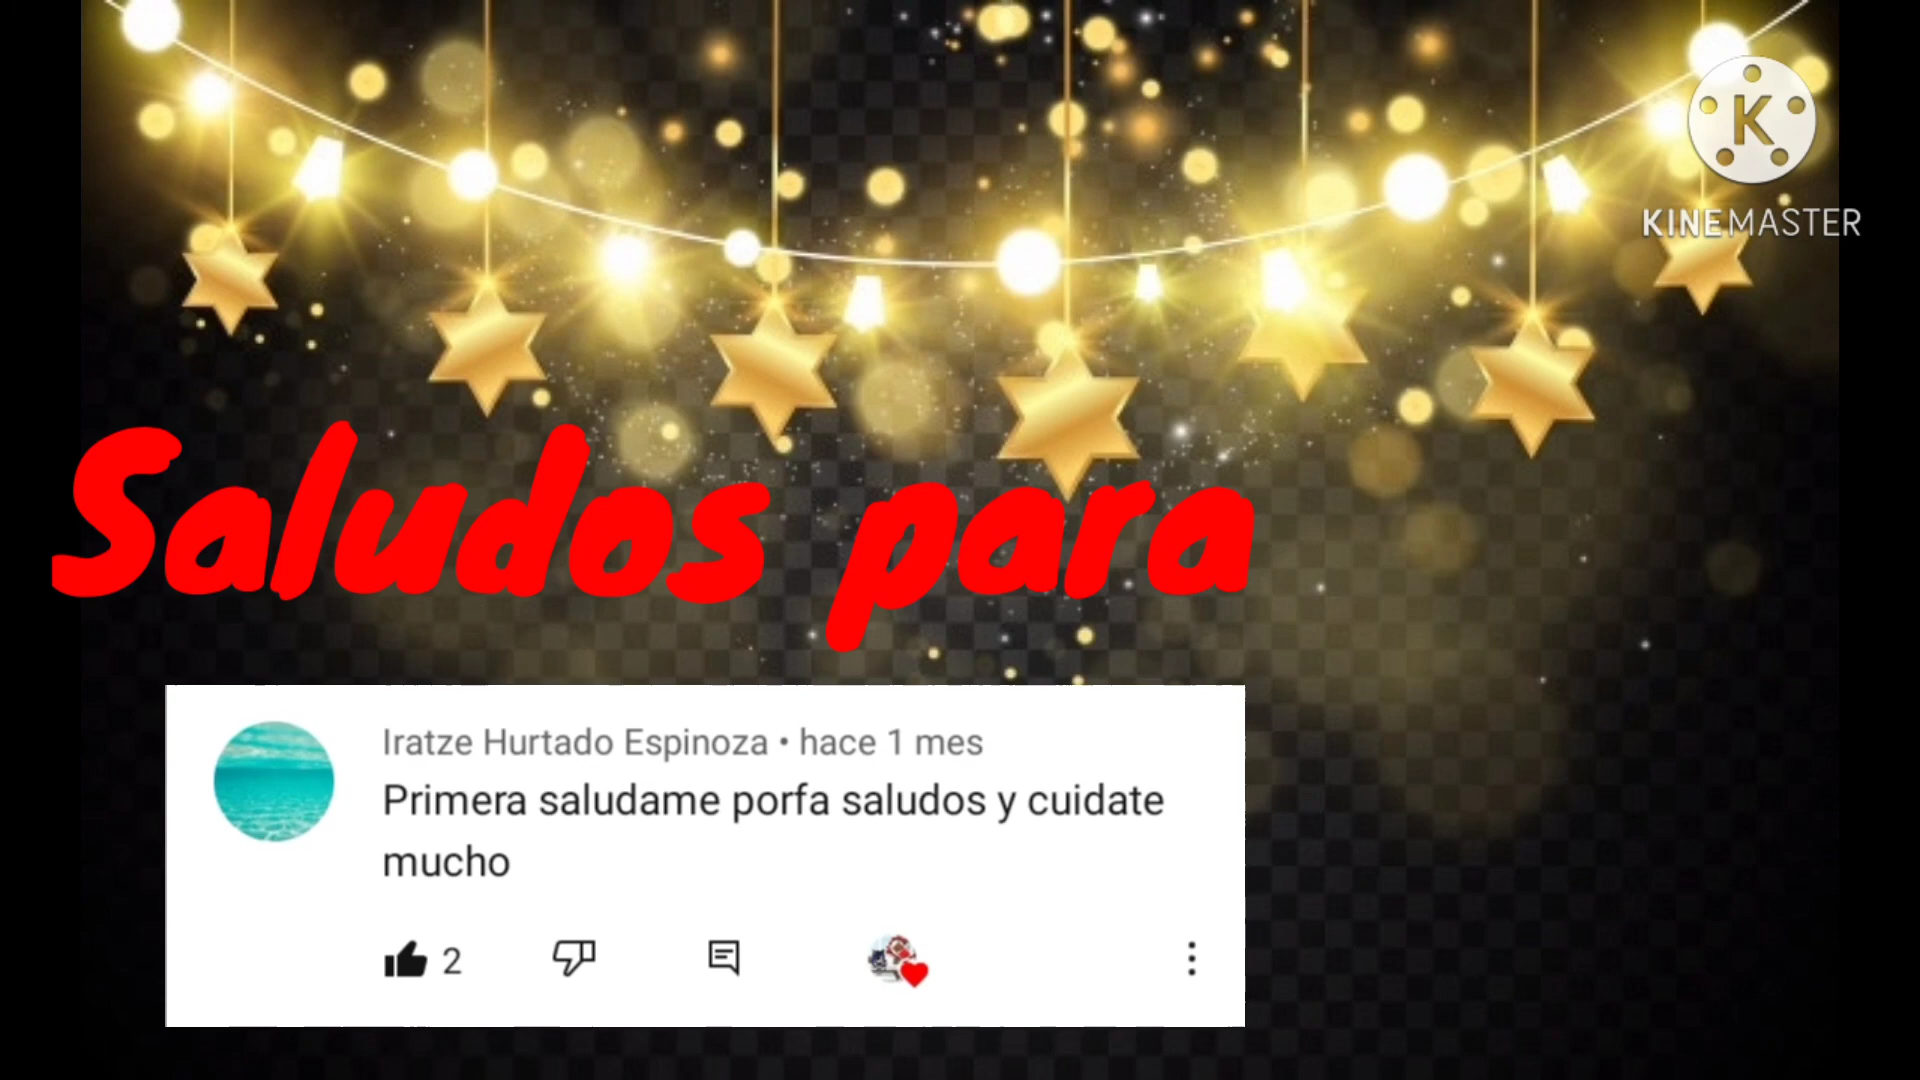 K
KINEMASTER
Saludos para
Iratze Hurtado Espinoza • hace 1 mes
Primera saludame porfa saludos y cuidate
mucho
2